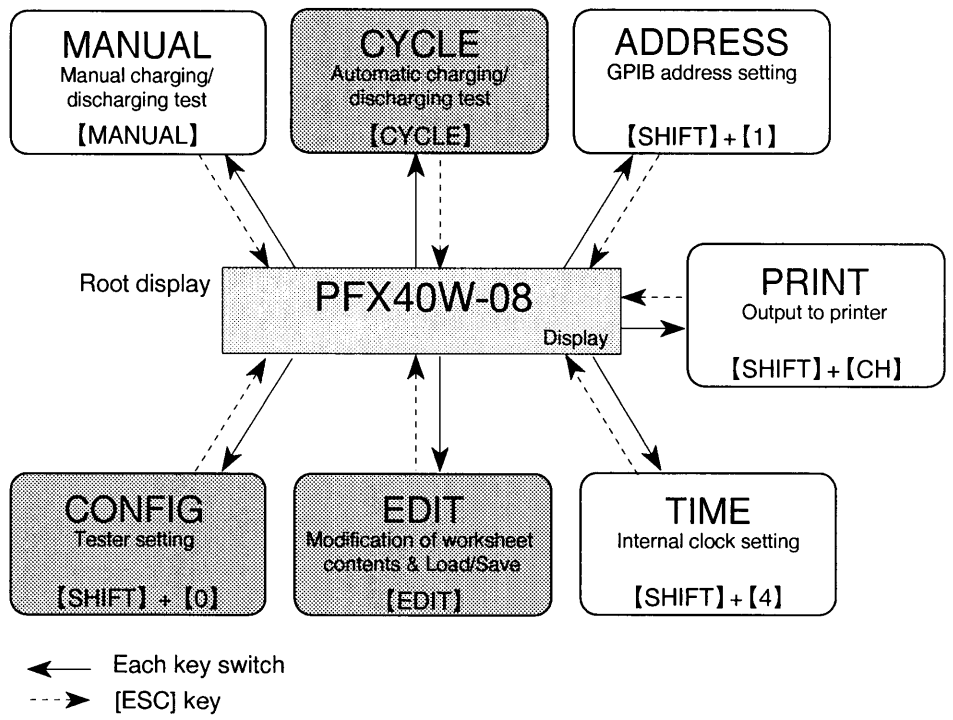 MANUAL
Manual charging/
discharging test
【MANUAL】
CYCLE
Automatic charging/
discharging test
【CYCLE】
ADDRESS
GPIB address setting
【SHIFT】+【1】
Root display
PFX40W-08
Display
PRINT
Output to printer
【SHIFT】+【CH】
CONFIG
Tester setting
【SHIFT】+【0】
EDIT
Modification of worksheet
contents & Load/Save
【EDIT】
TIME
Internal clock setting
【SHIFT】+【4】
Each key switch
[ESC] key